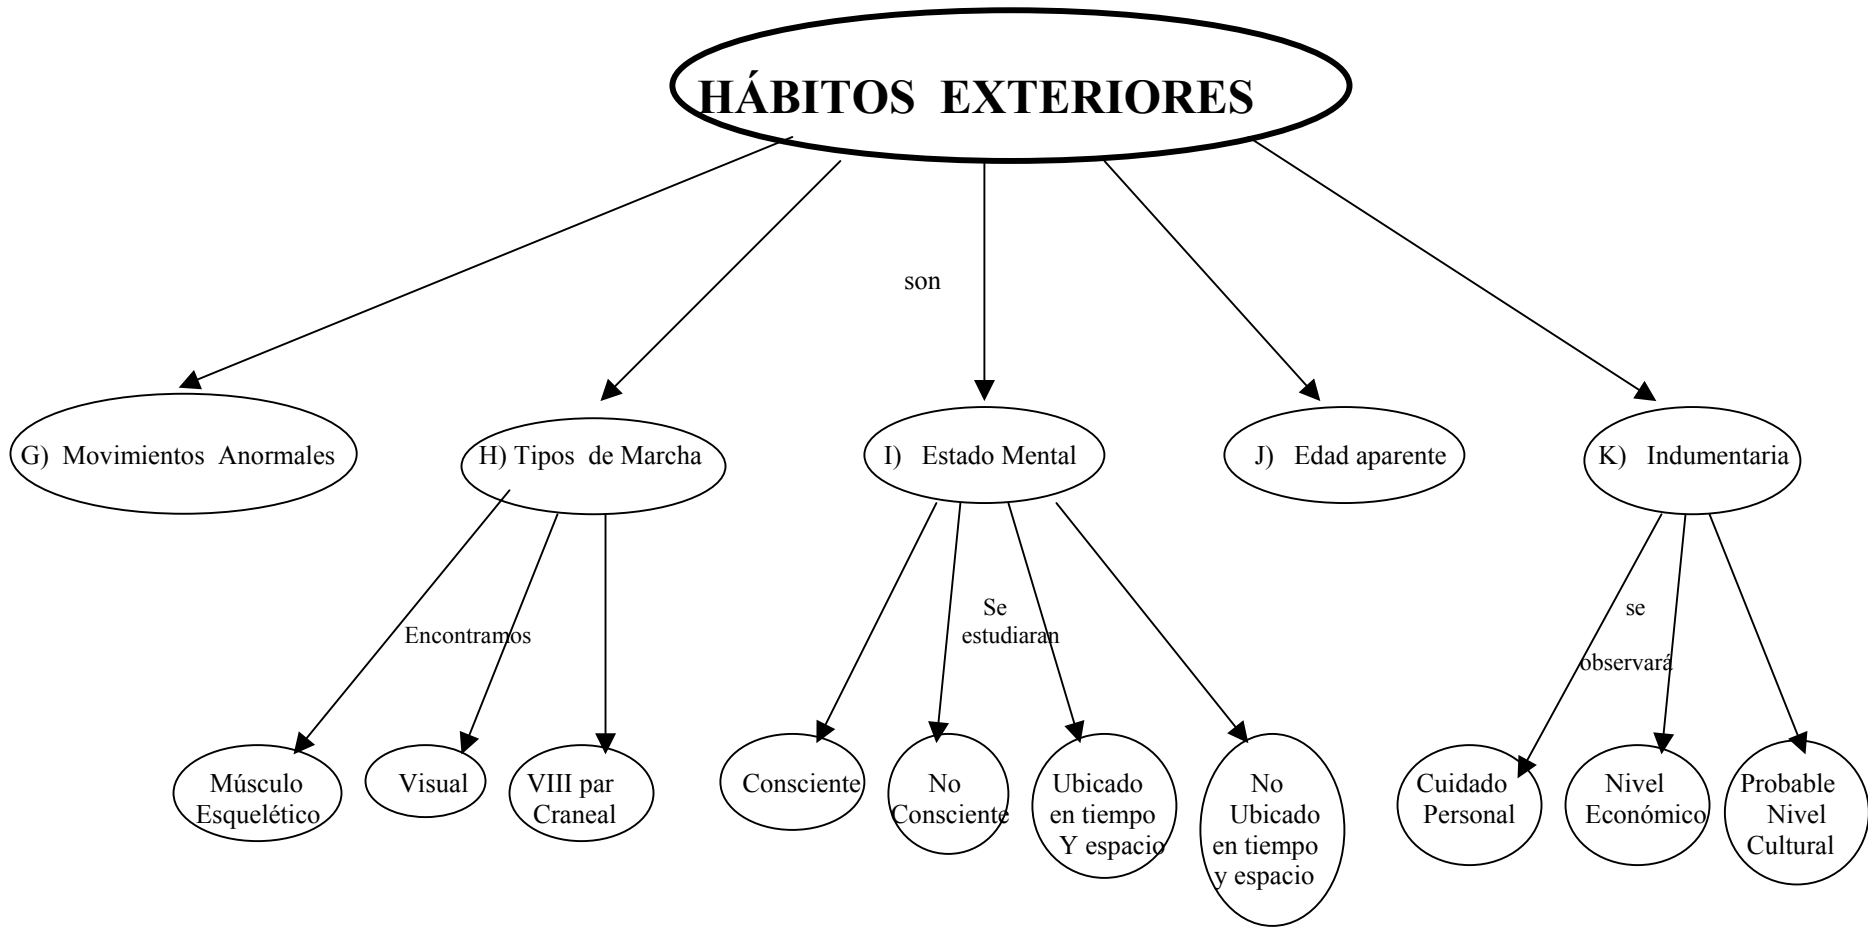 HÁBITOS EXTERIORES
son
G) Movimientos Anormales
H) Tipos de Marcha
I) Estado Mental
J) Edad aparente
K) Indumentaria
Encontramos
Se
estudiaran
se
observará
Músculo
Esquelético
Visual
VIII par
Craneal
Consciente
No
Consciente
Ubicado
en tiempo
Y espacio
No
Ubicado
en tiempo
y espacio
Cuidado
Personal
Nivel
Económico
Probable
Nivel
Cultural